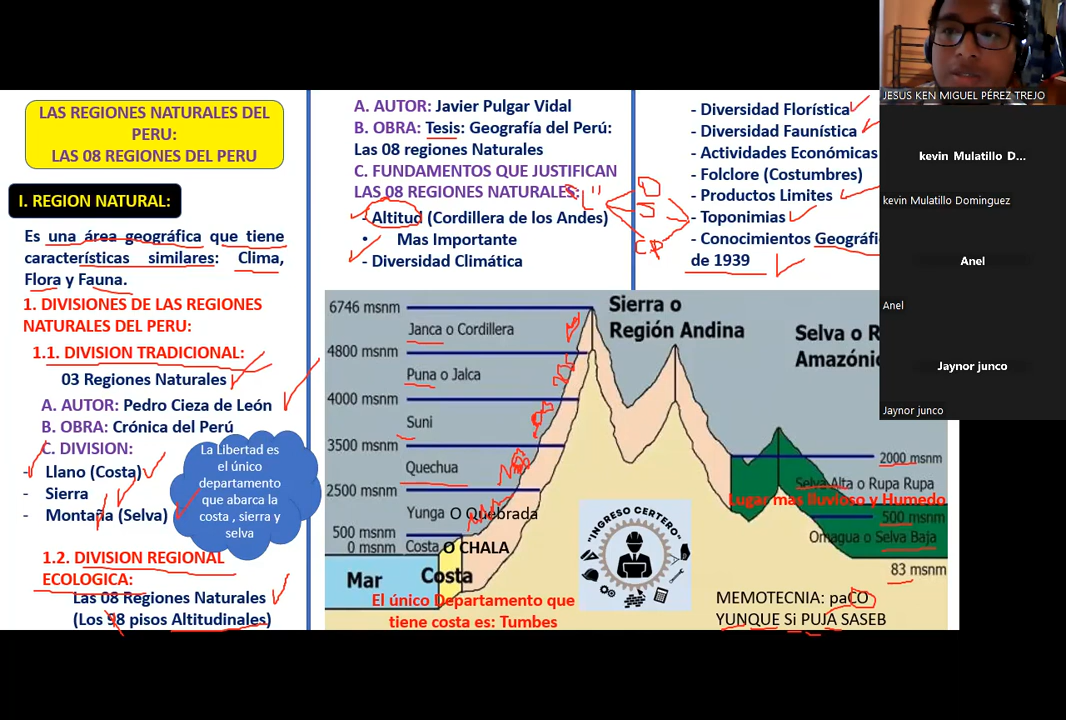 LAS REGIONES NATURALES DEL
PERU:
LAS 08 REGIONES DEL PERU
I. REGION NATURAL:
Es una área geográfica que tiene
características similares: Clima,
Flora y Fauna.
1. DIVISIONES DE LAS REGIONES
NATURALES DEL PERU:
1.1. DIVISION TRADICIONAL:
03 Regiones Naturales
A. AUTOR: Pedro Cieza de León
B. OBRA: Crónica del Perú
C. DIVISION:
- Llano (Costa)
- Sierra
- Montaña (Selva)
La Libertad es
el único
departamento
que abarca la
costa , sierra y
selva
1.2. DIVISION REGIONAL
ECOLOGICA:
Las 08 Regiones Naturales
(Los 98 pisos Altitudinales)
A. AUTOR: Javier Pulgar Vidal
B. OBRA: Tesis: Geografía del Perú:
Las 08 regiones Naturales
C. FUNDAMENTOS QUE JUSTIFICAN
LAS 08 REGIONES NATURALES:
- Altitud (Cordillera de los Andes)
• Mas Importante
- Diversidad Climática
- Diversidad Florística
- Diversidad Faunística
- Actividades Económicas
- Folclore (Costumbres)
- Productos Limites
- Toponimias
- Conocimientos Geográfi
de 1939
"L"
D
S
CP
6746 msnm
Janca o Cordillera
4800 msnm
Puna o Jalca
4000 msnm
Suni
3500 msnm
Quechua
2500 msnm
Yunga O Quebrada
500 msnm
0 msnm
Costa O CHALA
Mar
Costa
Sierra o
Región Andina
Selva o R
Amazóni
2000 msnm
Selva Alta o Rupa Rupa
Lugar mas lluvioso y Humedo
500 msnm
Omagua o Selva Baja
83 msnm
"INGRESO CERTERO"
El único Departamento que
tiene costa es: Tumbes
MEMOTECNIA: paCO
YUNQUE Si PUJA SASEB
JESUS KEN MIGUEL PÉREZ TREJO
kevin Mulatillo D...
kevin Mulatillo Dominguez
Anel
Anel
Jaynor junco
Jaynor junco